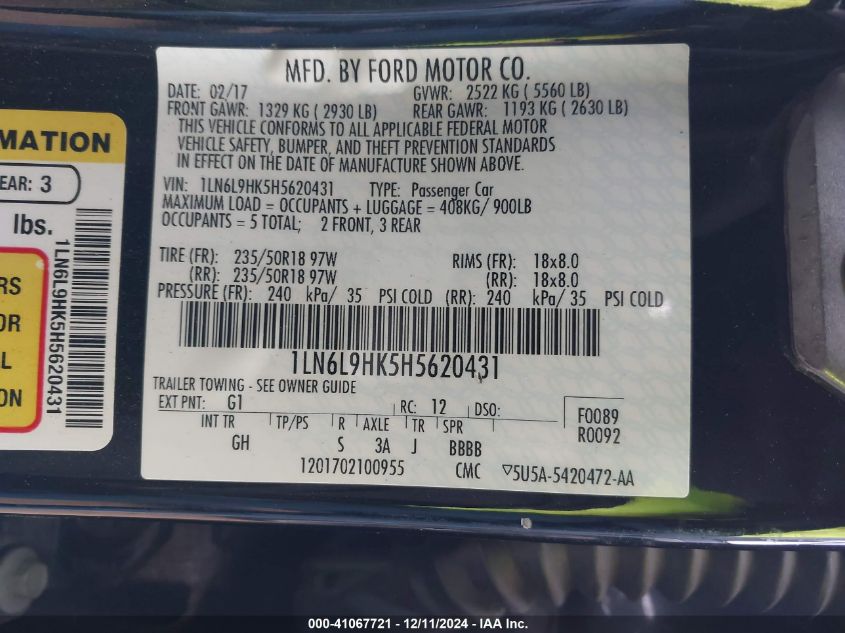 MFD. BY FORD MOTOR CO.
DATE: 02/17 GVWR: 2522 KG ( 5560 LB)
FRONT GAWR: 1329 KG ( 2930 LB) REAR GAWR: 1193 KG ( 2630 LB)
THIS VEHICLE CONFORMS TO ALL APPLICABLE FEDERAL MOTOR
VEHICLE SAFETY, BUMPER, AND THEFT PREVENTION STANDARDS
IN EFFECT ON THE DATE OF MANUFACTURE SHOWN ABOVE.
VIN: 1LN6L9HK5H5620431 TYPE: Passenger Car
MAXIMUM LOAD = OCCUPANTS + LUGGAGE = 408KG/ 900LB
OCCUPANTS = 5 TOTAL; 2 FRONT, 3 REAR
TIRE (FR): 235/50R18 97W RIMS (FR): 18x8.0
(RR): 235/50R18 97W (RR): 18x8.0
PRESSURE (FR): 240 kPa/ 35 PSI COLD (RR): 240 kPa/ 35 PSI COLD
1LN6L9HK5H5620431
TRAILER TOWING - SEE OWNER GUIDE
EXT PNT: G1 RC: 12 DSO: F0089
INT TR TP/PS R AXLE TR SPR R0092
GH S 3A J BBBB
1201702100955 CMC ▽5U5A-5420472-AA
MATION
EAR: 3
lbs.
RS
OR
L
ON
1LN6L9HK5H5620431
000-41067721 - 12/11/2024 - IAA Inc.